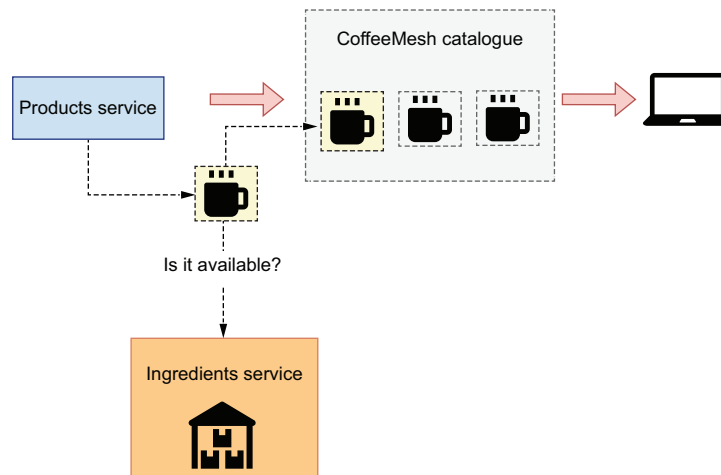 CoffeeMesh catalogue
Products service
Is it available?
Ingredients service